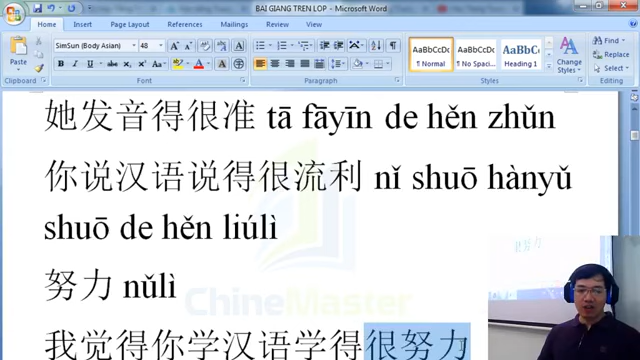 BAI GIANG TREN LOP - Microsoft Word
Home Insert Page Layout References Mailings Review View
Paste
SimSun (Body Asian) 48
AaBbCcDc AaBbCcDc AaBbCc
¶ Normal ¶ No Spaci... Heading 1
Change Styles
Find
Replace
Select
Clipboard Font Paragraph Styles Editing
她发音得很准 tā fāyīn de hěn zhǔn
你说汉语说得很流利 nǐ shuō hànyǔ
shuō de hěn liúlì
努力 nǔlì
我觉得你学汉语学得很努力
ChineMaster
很努力